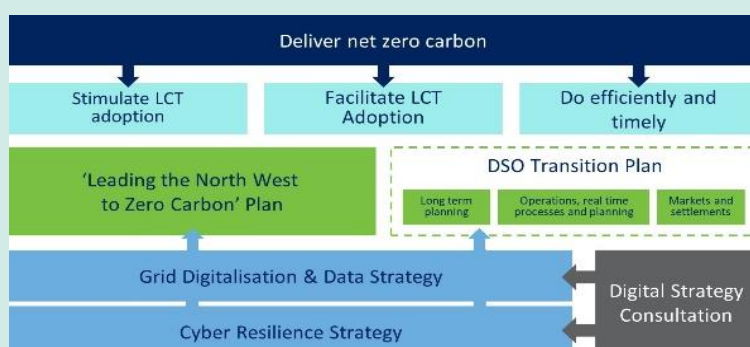 Deliver net zero carbon
Stimulate LCT
adoption
Facilitate LCT
Adoption
Do efficiently and
timely
'Leading the North West
to Zero Carbon' Plan
DSO Transition Plan
Long term
planning
Operations, real time
processes and planning
Markets and
settlements
Grid Digitalisation & Data Strategy
Cyber Resilience Strategy
Digital Strategy
Consultation